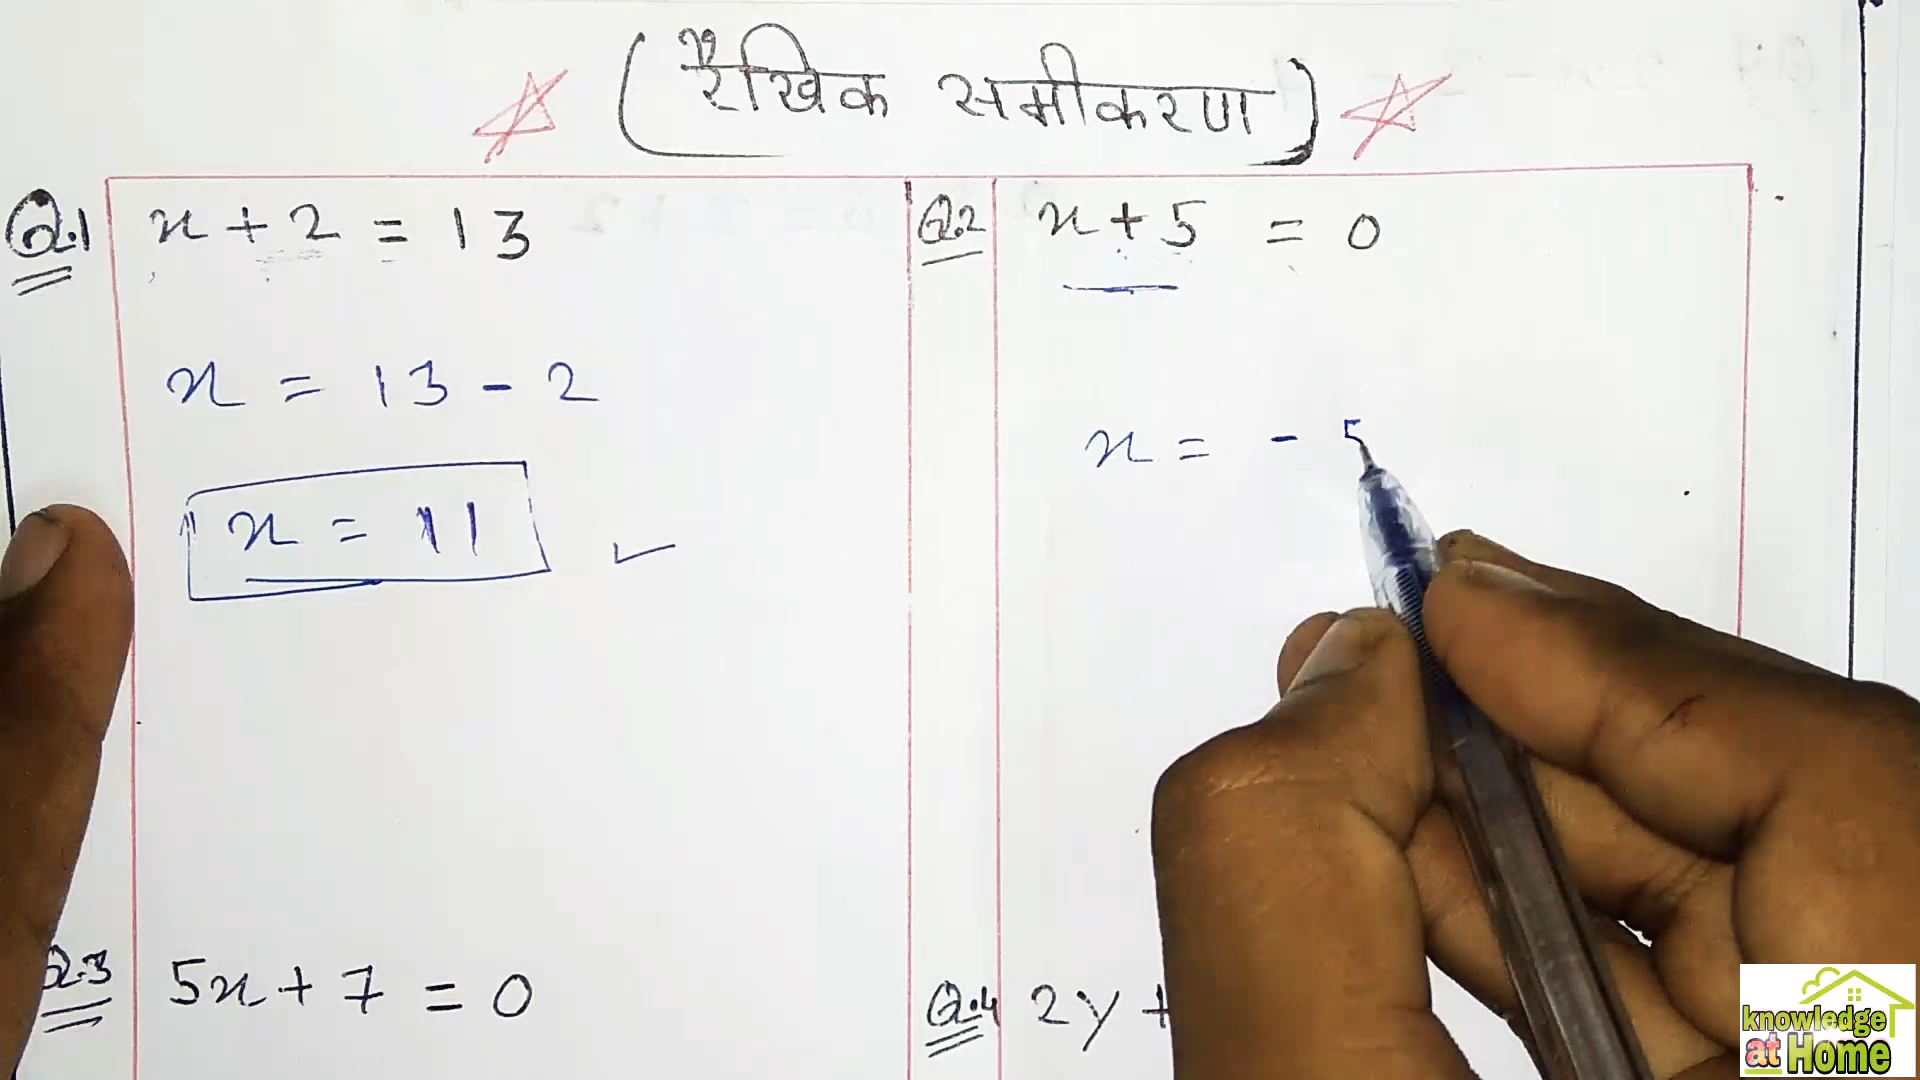 (रैखिक समीकरण)
Q.1 x + 2 = 13
x = 13 - 2
x = 11
Q.2 x + 5 = 0
x = - 5
Q.3 5x + 7 = 0
Q.4 2y +
knowledge
at Home